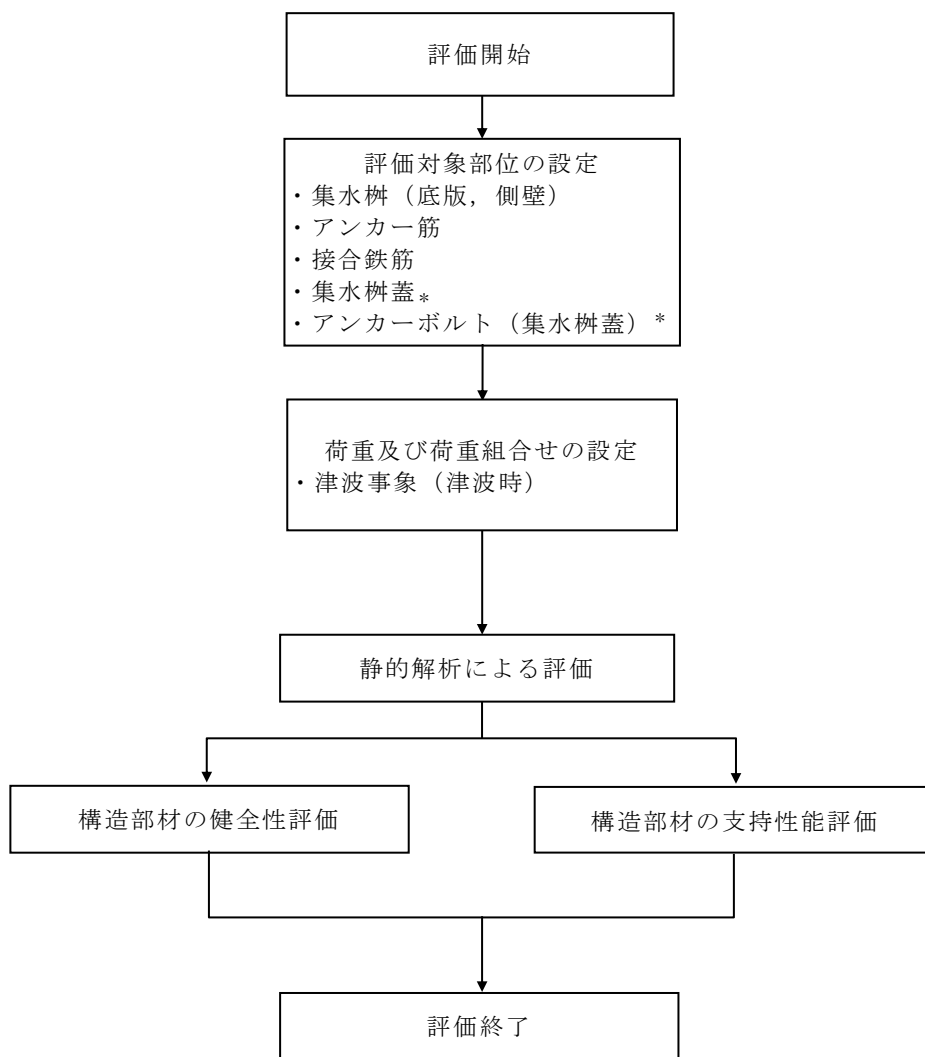 評価開始
評価対象部位の設定
・集水桝（底版，側壁）
・アンカー筋
・接合鉄筋
・集水桝蓋*
・アンカーボルト（集水桝蓋）*
荷重及び荷重組合せの設定
・津波事象（津波時）
静的解析による評価
構造部材の健全性評価
構造部材の支持性能評価
評価終了